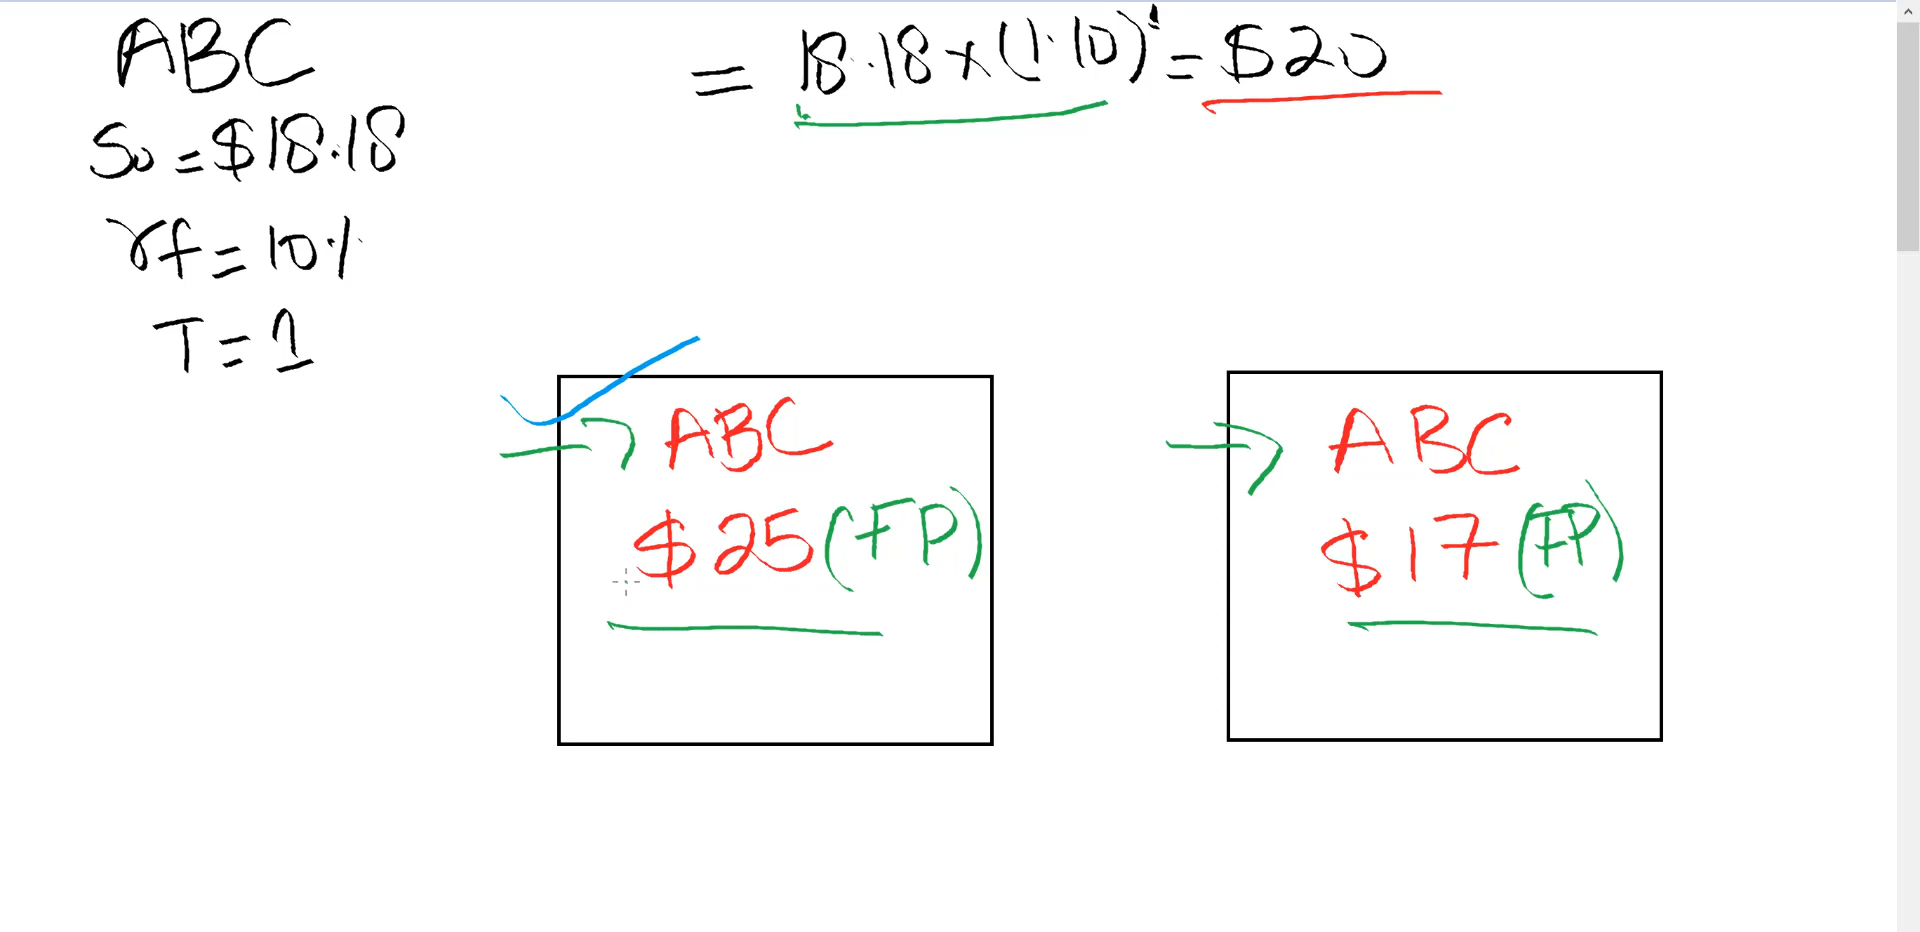 ABC
S0 = $18.18
rf = 10%
T = 1
= 18.18 x (1.10)¹ = $20
ABC
$25 (FP)
ABC
$17 (FP)